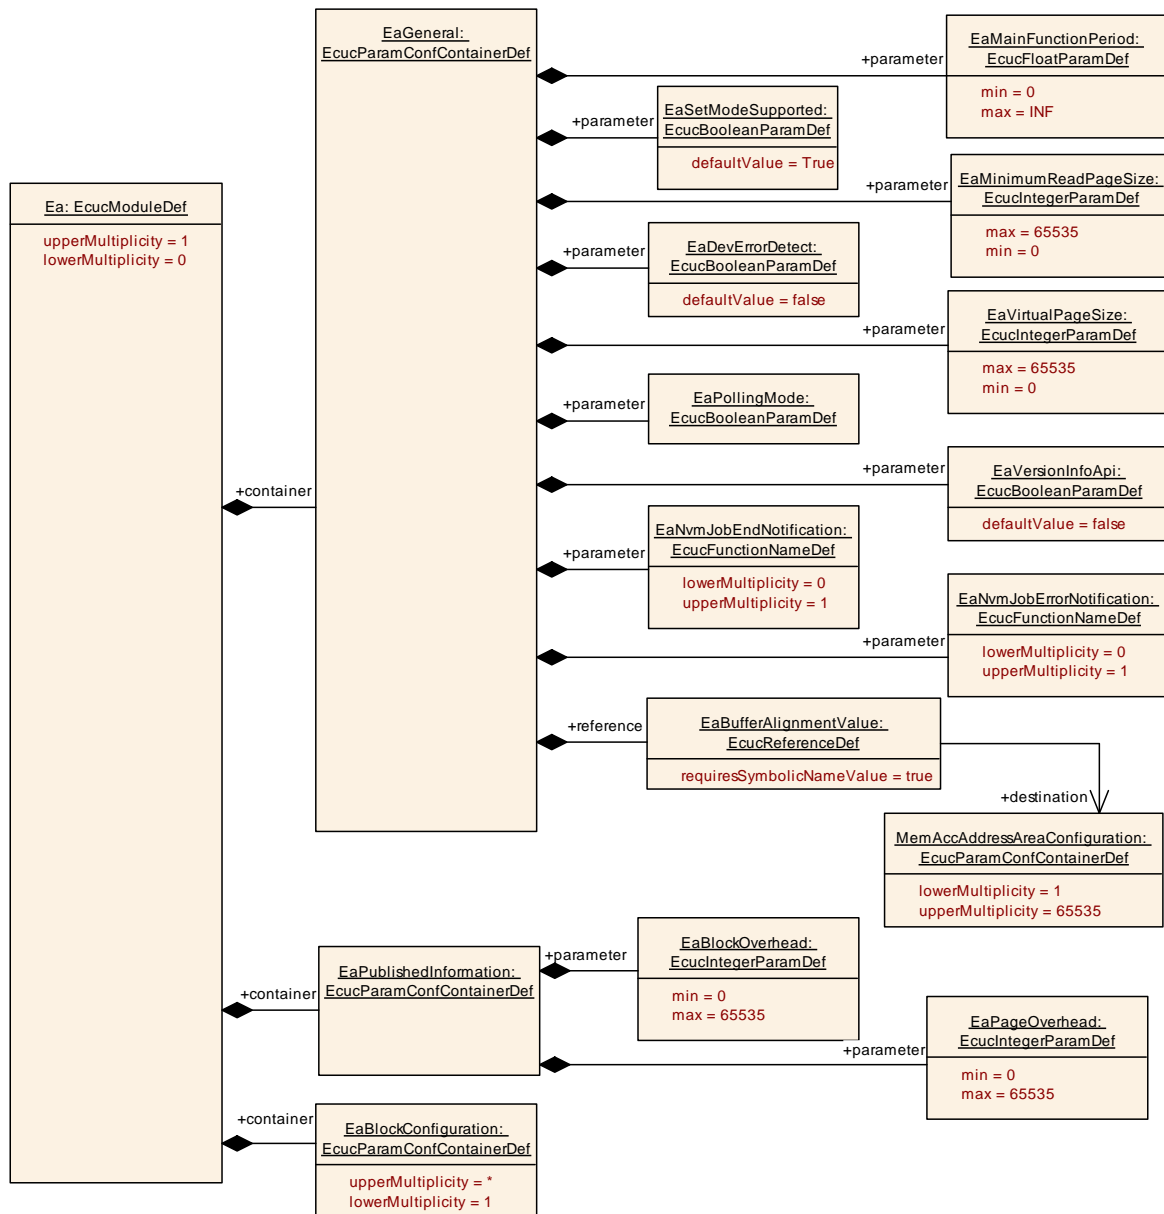 EaGeneral:
EcucParamConfContainerDef
EaMainFunctionPeriod:
EcucFloatParamDef
min = 0
max = INF
+parameter
EaSetModeSupported:
EcucBooleanParamDef
defaultValue = True
+parameter
EaMinimumReadPageSize:
EcucIntegerParamDef
max = 65535
min = 0
+parameter
Ea: EcucModuleDef
upperMultiplicity = 1
lowerMultiplicity = 0
EaDevErrorDetect:
EcucBooleanParamDef
defaultValue = false
+parameter
EaVirtualPageSize:
EcucIntegerParamDef
max = 65535
min = 0
+parameter
EaPollingMode:
EcucBooleanParamDef
+parameter
EaVersionInfoApi:
EcucBooleanParamDef
defaultValue = false
+parameter
+container
EaNvmJobEndNotification:
EcucFunctionNameDef
lowerMultiplicity = 0
upperMultiplicity = 1
+parameter
EaNvmJobErrorNotification:
EcucFunctionNameDef
lowerMultiplicity = 0
upperMultiplicity = 1
+parameter
+reference
EaBufferAlignmentValue:
EcucReferenceDef
requiresSymbolicNameValue = true
+destination
MemAccAddressAreaConfiguration:
EcucParamConfContainerDef
lowerMultiplicity = 1
upperMultiplicity = 65535
+container
EaPublishedInformation:
EcucParamConfContainerDef
+parameter
EaBlockOverhead:
EcucIntegerParamDef
min = 0
max = 65535
+parameter
EaPageOverhead:
EcucIntegerParamDef
min = 0
max = 65535
+container
EaBlockConfiguration:
EcucParamConfContainerDef
upperMultiplicity = *
lowerMultiplicity = 1